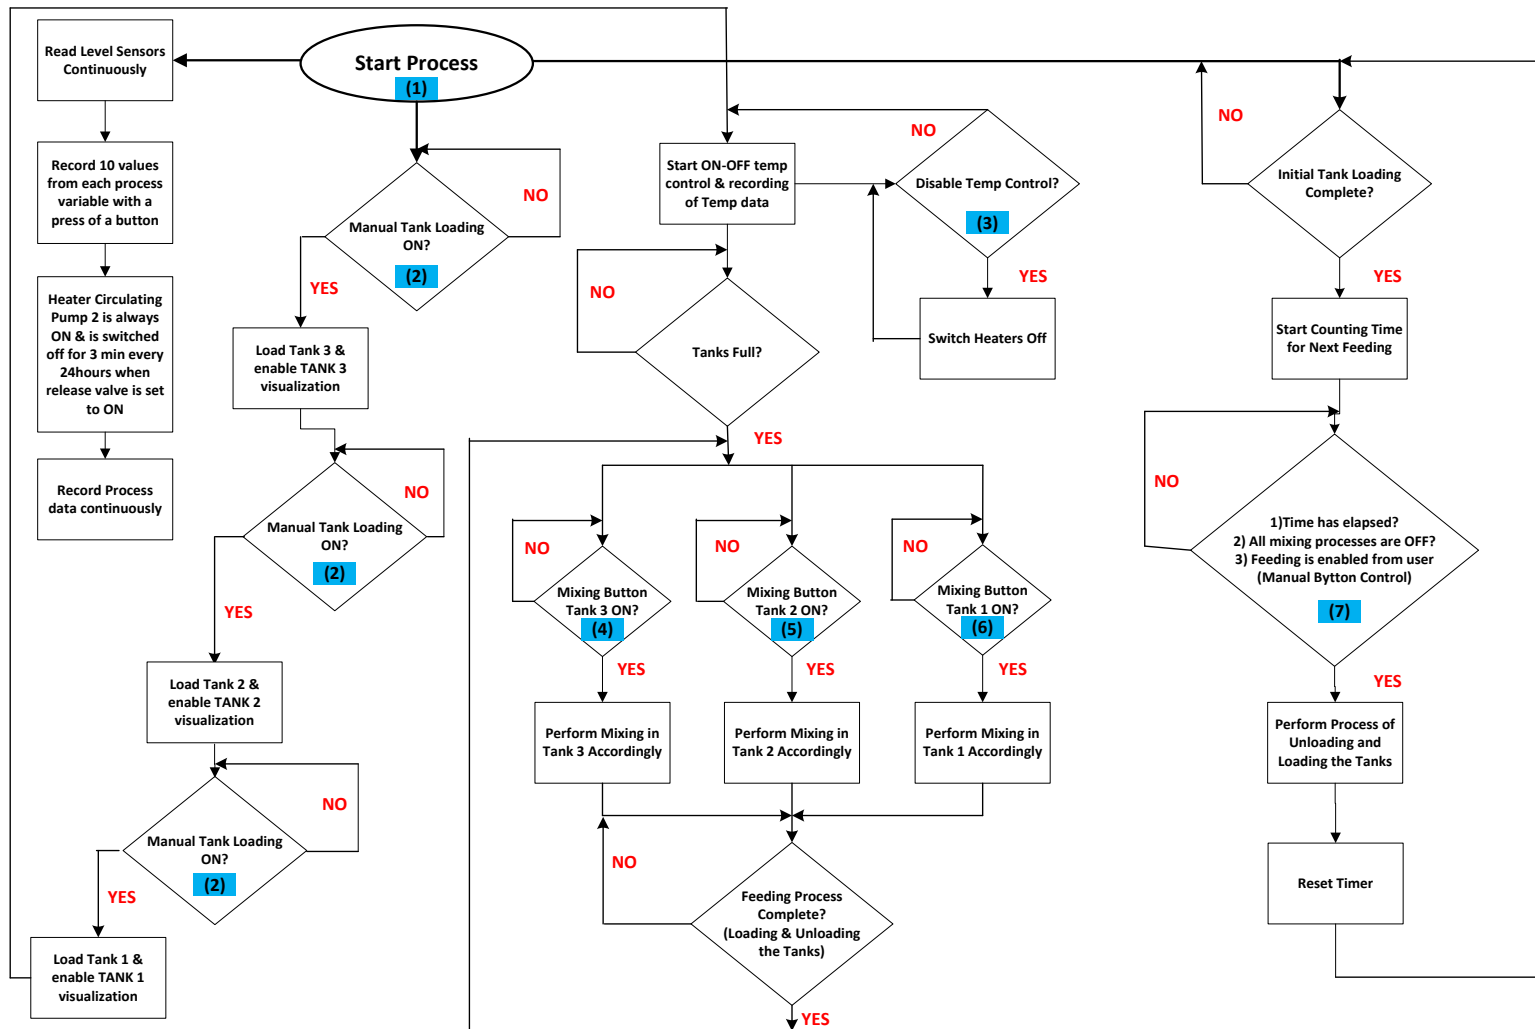 Read Level Sensors
Continuously
Record 10 values
from each process
variable with a
press of a button
Heater Circulating
Pump 2 is always
ON & is switched
off for 3 min every
24hours when
release valve is set
to ON
Record Process
data continuously
Start Process
(1)
Manual Tank Loading
ON?
(2)
NO
YES
Load Tank 3 &
enable TANK 3
visualization
Manual Tank Loading
ON?
(2)
NO
YES
Load Tank 2 &
enable TANK 2
visualization
Manual Tank Loading
ON?
(2)
NO
YES
Load Tank 1 &
enable TANK 1
visualization
Start ON-OFF temp
control & recording
of Temp data
NO
Disable Temp Control?
(3)
YES
Switch Heaters Off
NO
Tanks Full?
YES
NO
Mixing Button
Tank 3 ON?
(4)
YES
Perform Mixing in
Tank 3 Accordingly
NO
Mixing Button
Tank 2 ON?
(5)
YES
Perform Mixing in
Tank 2 Accordingly
NO
Mixing Button
Tank 1 ON?
(6)
YES
Perform Mixing in
Tank 1 Accordingly
NO
Feeding Process
Complete?
(Loading & Unloading
the Tanks)
YES
NO
Initial Tank Loading
Complete?
YES
Start Counting Time
for Next Feeding
NO
1)Time has elapsed?
2) All mixing processes are OFF?
3) Feeding is enabled from user
(Manual Bytton Control)
(7)
YES
Perform Process of
Unloading and
Loading the Tanks
Reset Timer